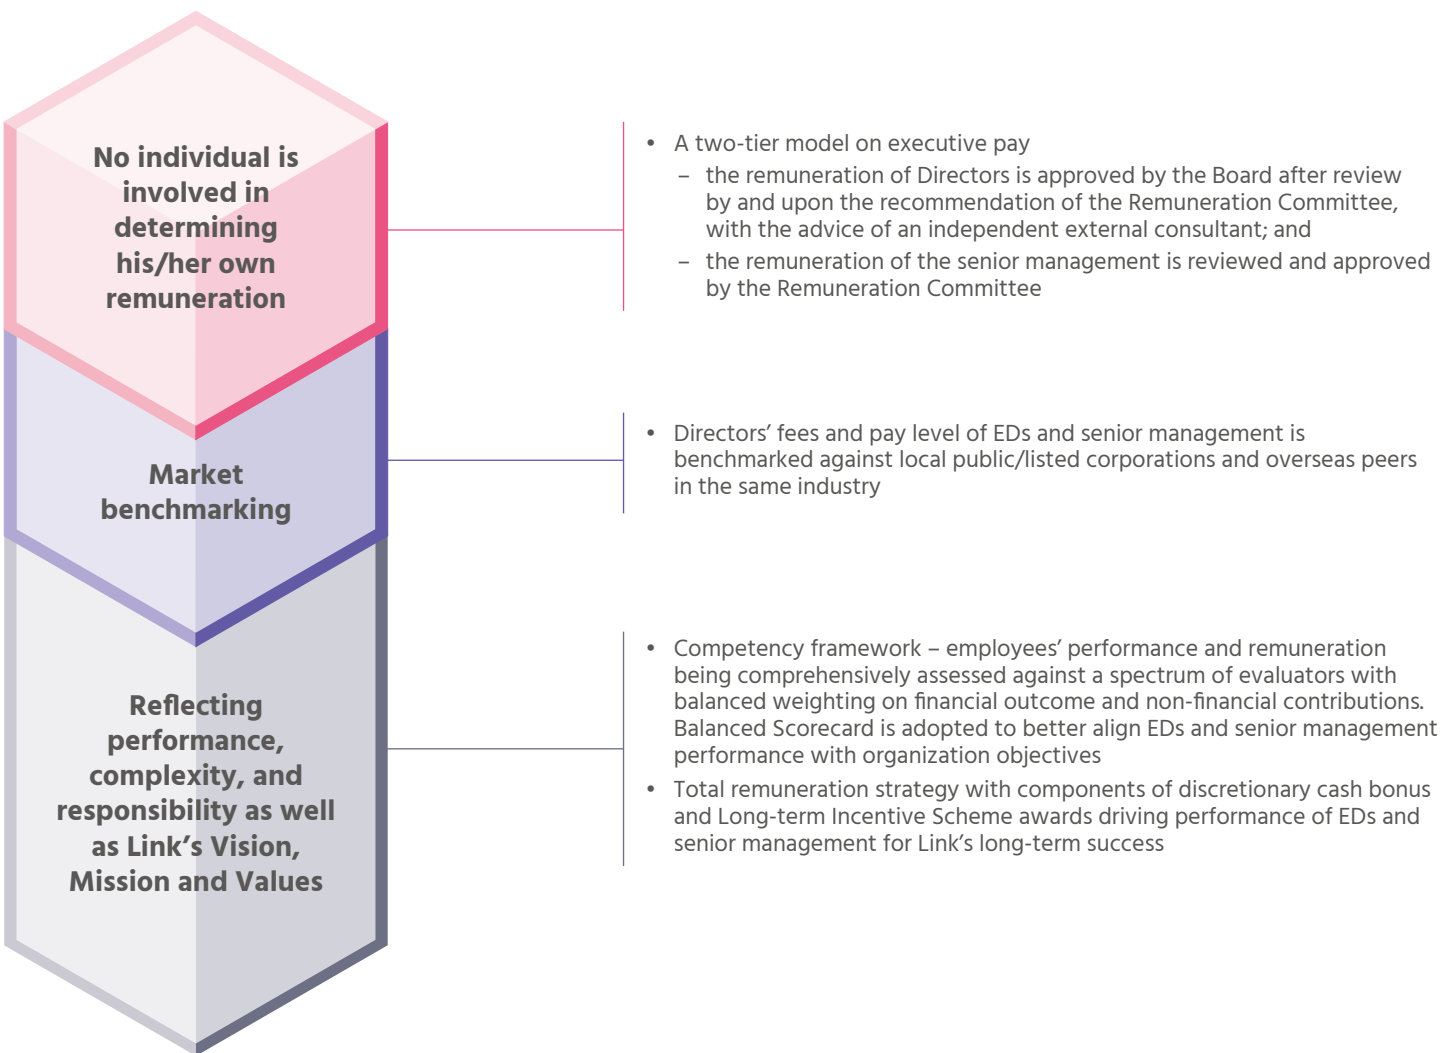 No individual is
involved in
determining
his/her own
remuneration
• A two-tier model on executive pay
– the remuneration of Directors is approved by the Board after review
by and upon the recommendation of the Remuneration Committee,
with the advice of an independent external consultant; and
– the remuneration of the senior management is reviewed and approved
by the Remuneration Committee
Market
benchmarking
• Directors’ fees and pay level of EDs and senior management is
benchmarked against local public/listed corporations and overseas peers
in the same industry
Reflecting
performance,
complexity, and
responsibility as well
as Link’s Vision,
Mission and Values
• Competency framework – employees’ performance and remuneration
being comprehensively assessed against a spectrum of evaluators with
balanced weighting on financial outcome and non-financial contributions.
Balanced Scorecard is adopted to better align EDs and senior management
performance with organization objectives
• Total remuneration strategy with components of discretionary cash bonus
and Long-term Incentive Scheme awards driving performance of EDs and
senior management for Link’s long-term success